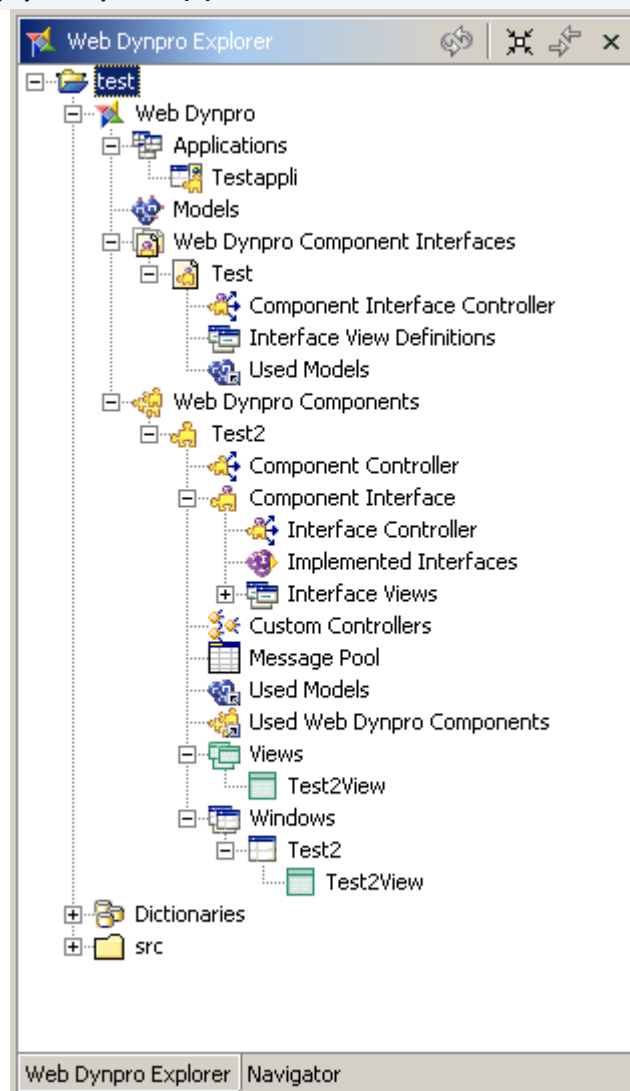 Web Dynpro Explorer
test
Web Dynpro
Applications
Testappli
Models
Web Dynpro Component Interfaces
Test
Component Interface Controller
Interface View Definitions
Used Models
Web Dynpro Components
Test2
Component Controller
Component Interface
Interface Controller
Implemented Interfaces
Interface Views
Custom Controllers
Message Pool
Used Models
Used Web Dynpro Components
Views
Test2View
Windows
Test2
Test2View
Dictionaries
src
Web Dynpro Explorer Navigator